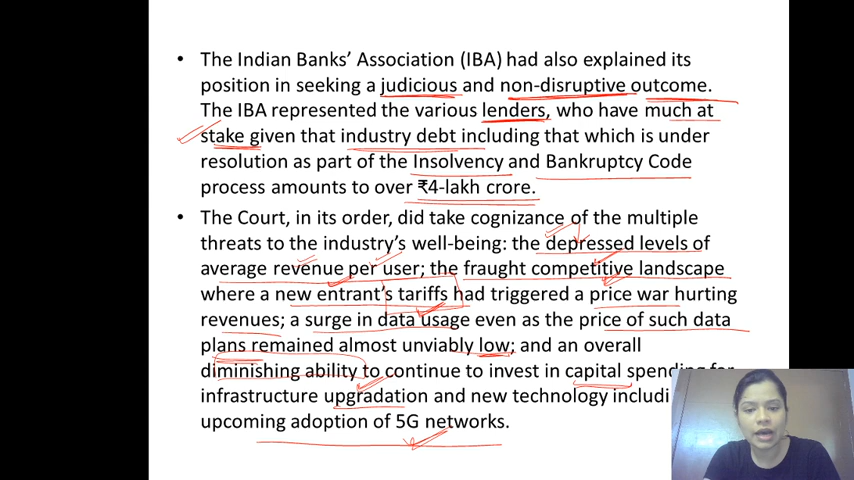 • The Indian Banks' Association (IBA) had also explained its
position in seeking a judicious and non-disruptive outcome.
The IBA represented the various lenders, who have much at
stake given that industry debt including that which is under
resolution as part of the Insolvency and Bankruptcy Code
process amounts to over ₹4-lakh crore.
• The Court, in its order, did take cognizance of the multiple
threats to the industry's well-being: the depressed levels of
average revenue per user; the fraught competitive landscape
where a new entrant's tariffs had triggered a price war hurting
revenues; a surge in data usage even as the price of such data
plans remained almost unviably low; and an overall
diminishing ability to continue to invest in capital spending for
infrastructure upgradation and new technology includi
upcoming adoption of 5G networks.